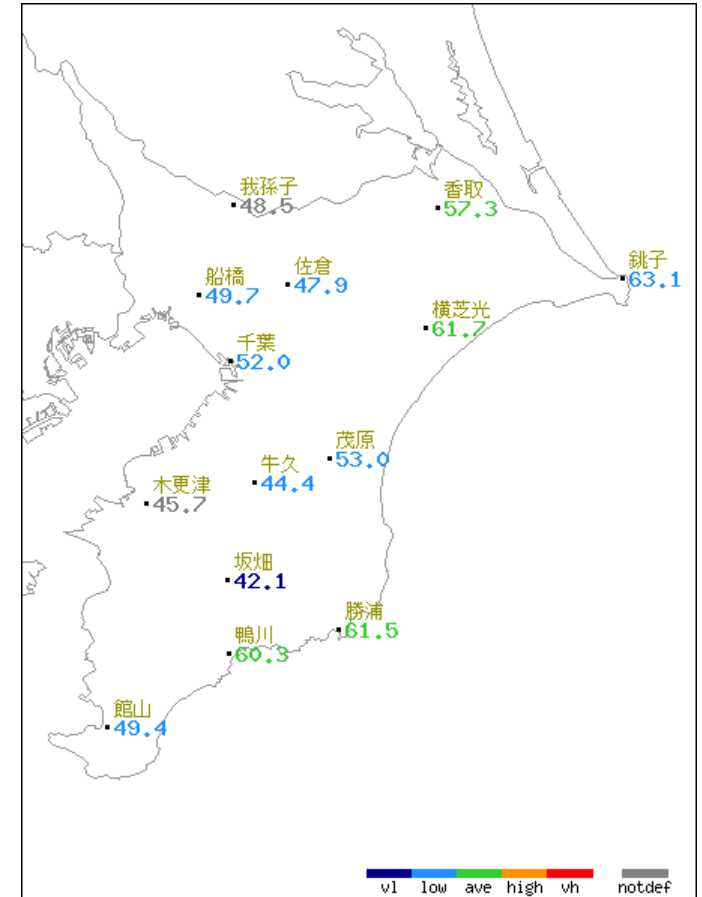 我孫子
48.5
香取
57.3
銚子
63.1
佐倉
47.9
船橋
49.7
横芝光
61.7
千葉
52.0
茂原
53.0
牛久
44.4
木更津
45.7
坂畑
42.1
勝浦
61.5
鴨川
60.3
館山
49.4
vl low ave high vh notdef